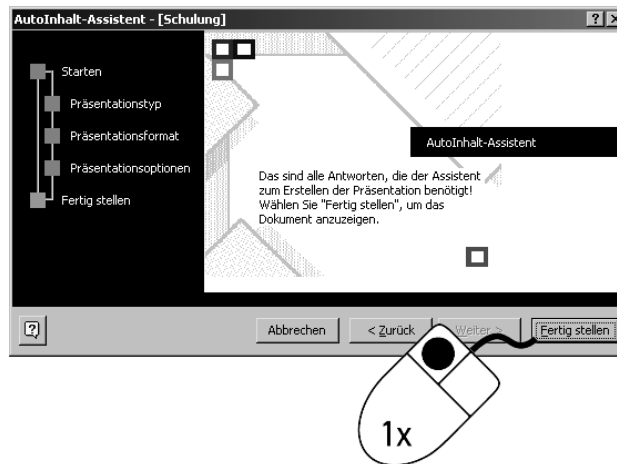 AutoInhalt-Assistent - [Schulung]
Starten
Präsentationstyp
Präsentationsformat
Präsentationsoptionen
Fertig stellen
AutoInhalt-Assistent
Das sind alle Antworten, die der Assistent
zum Erstellen der Präsentation benötigt!
Wählen Sie "Fertig stellen", um das
Dokument anzuzeigen.
Abbrechen
< Zurück
Weiter >
Fertig stellen
1x